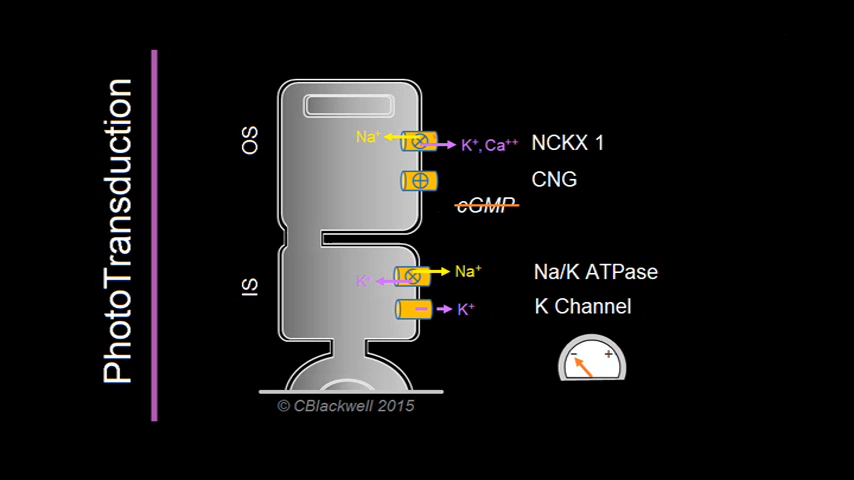 PhotoTransduction
OS
Na⁺
K⁺, Ca⁺⁺
NCKX 1
CNG
cGMP
IS
K⁺
Na⁺
Na/K ATPase
K⁺
K Channel
- +
© CBlackwell 2015